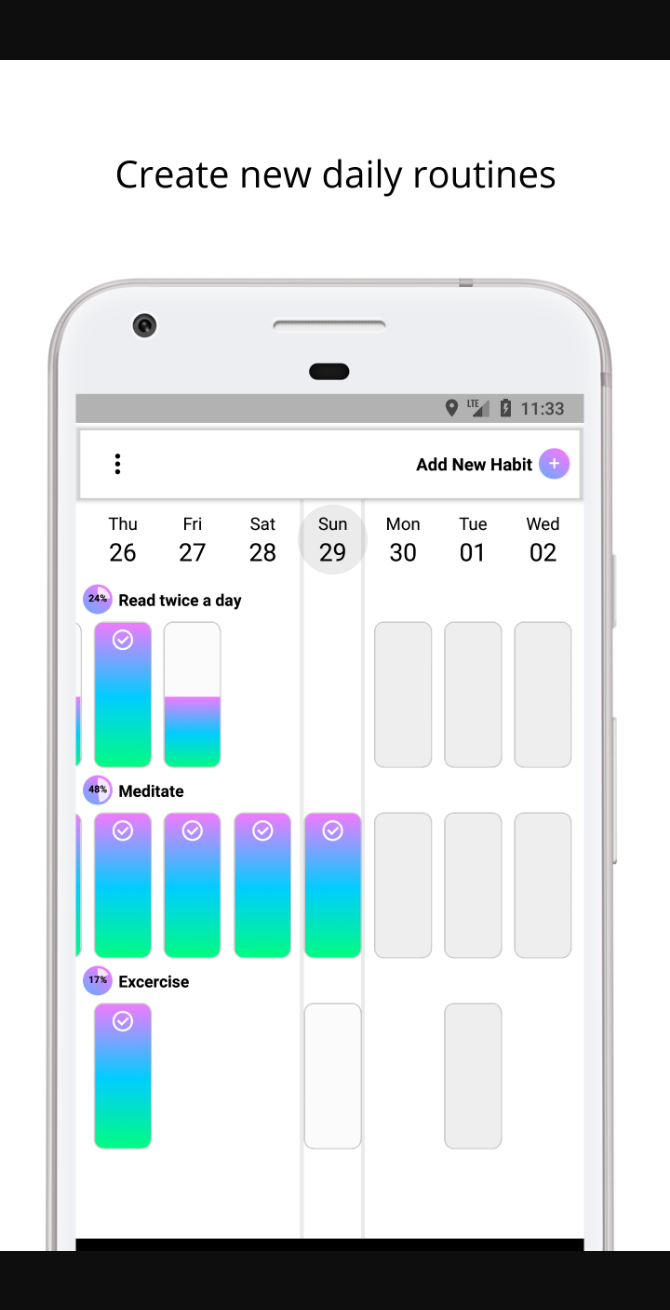 Create new daily routines
LTE 11:33
Add New Habit +
Thu Fri Sat Sun Mon Tue Wed
26 27 28 29 30 01 02
24% Read twice a day
48% Meditate
17% Excercise